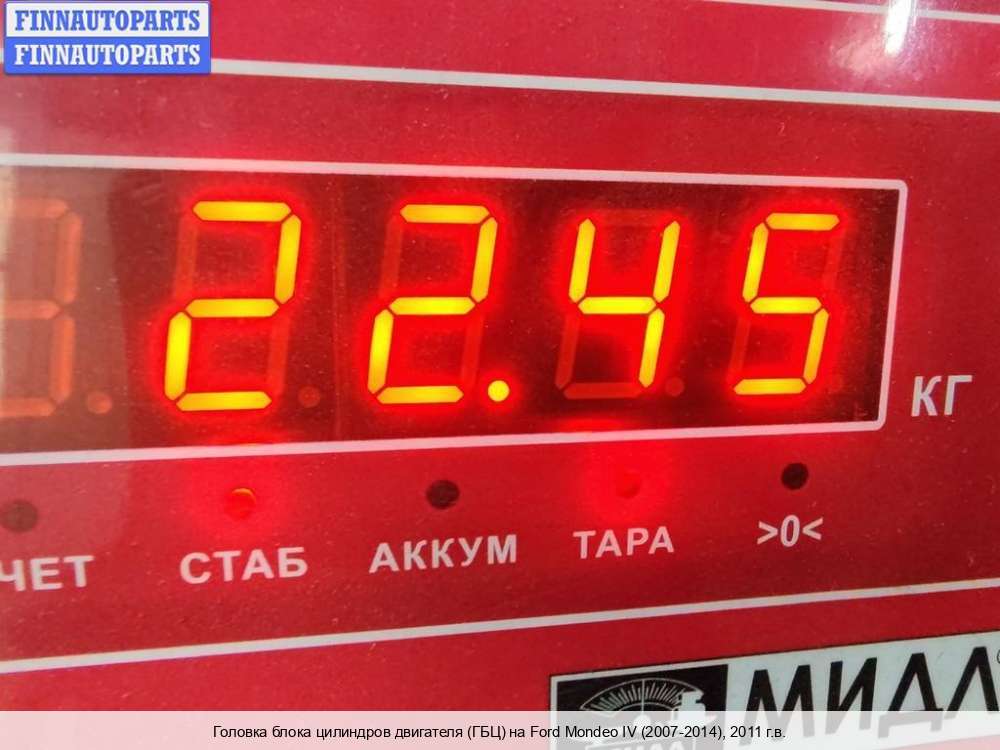 FINNAUTOPARTS
FINNAUTOPARTS
22.45
КГ
СТАБ АККУМ ТАРА >0<
МИДЛ
Головка блока цилиндров двигателя (ГБЦ) на Ford Mondeo IV (2007-2014), 2011 г.в.